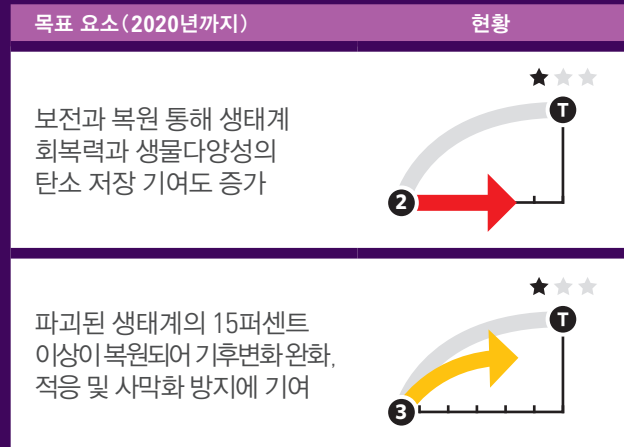 목표 요소(2020년까지)
현황
보전과 복원 통해 생태계
회복력과 생물다양성의
탄소 저장 기여도 증가
T
2
파괴된 생태계의 15퍼센트
이상이 복원되어 기후변화 완화,
적응 및 사막화 방지에 기여
T
3